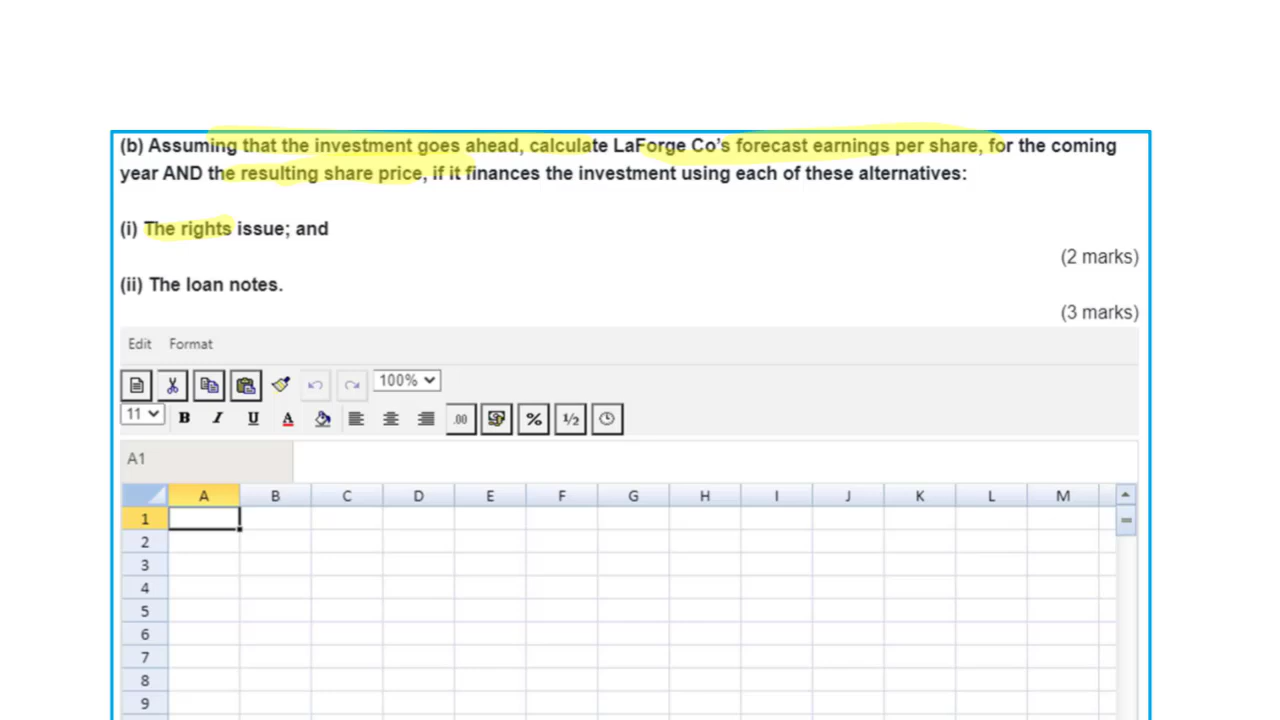 (b) Assuming that the investment goes ahead, calculate LaForge Co's forecast earnings per share, for the coming
year AND the resulting share price, if it finances the investment using each of these alternatives:
(i) The rights issue; and
(2 marks)
(ii) The loan notes.
(3 marks)
Edit Format
100%
11 B I U A .00 % 1/2
A1
A B C D E F G H I J K L M
1
2
3
4
5
6
7
8
9